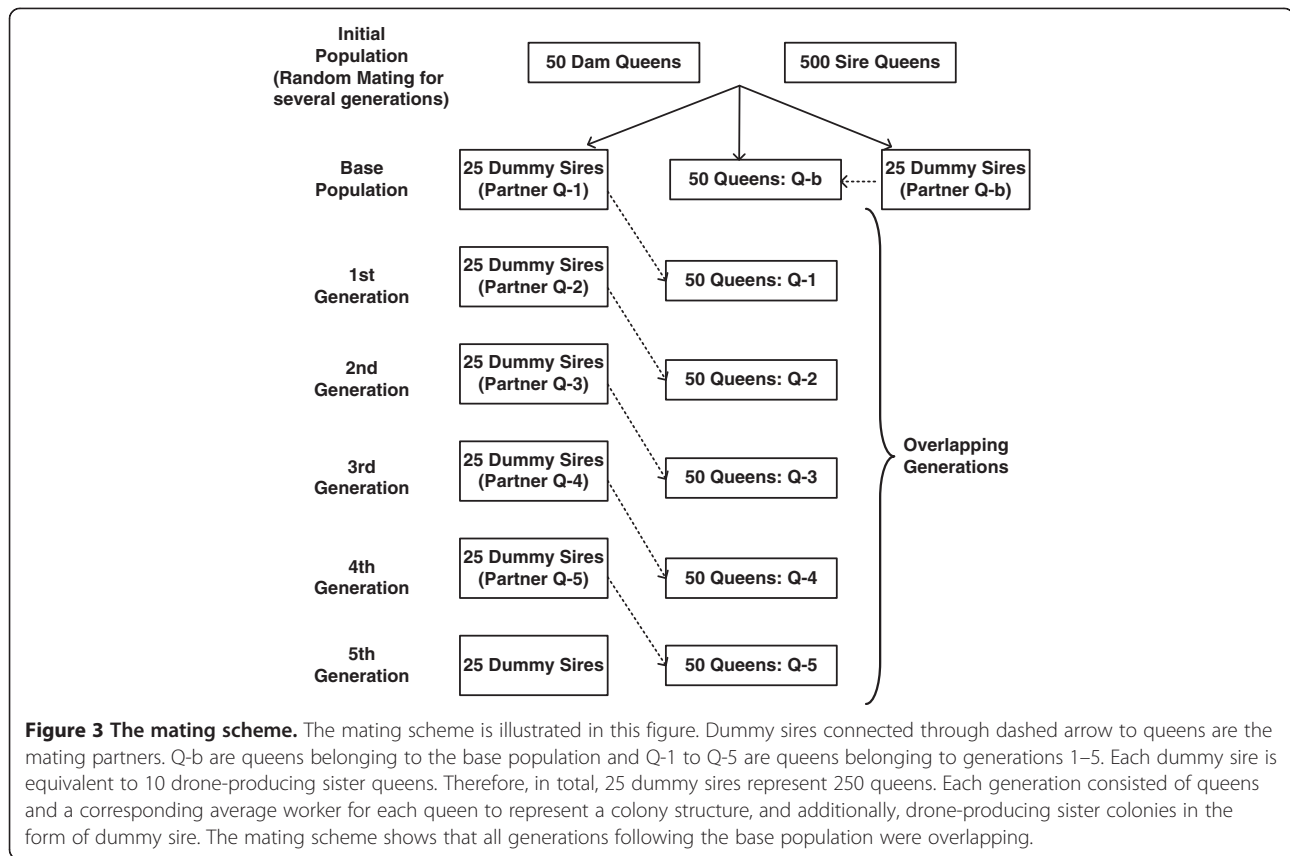 Initial
Population
(Random Mating for
several generations)
50 Dam Queens
500 Sire Queens
Base
Population
25 Dummy Sires
(Partner Q-1)
50 Queens: Q-b
25 Dummy Sires
(Partner Q-b)
1st
Generation
25 Dummy Sires
(Partner Q-2)
50 Queens: Q-1
2nd
Generation
25 Dummy Sires
(Partner Q-3)
50 Queens: Q-2
3rd
Generation
25 Dummy Sires
(Partner Q-4)
50 Queens: Q-3
4th
Generation
25 Dummy Sires
(Partner Q-5)
50 Queens: Q-4
5th
Generation
25 Dummy Sires
50 Queens: Q-5
Overlapping
Generations
Figure 3 The mating scheme. The mating scheme is illustrated in this figure. Dummy sires connected through dashed arrow to queens are the
mating partners. Q-b are queens belonging to the base population and Q-1 to Q-5 are queens belonging to generations 1–5. Each dummy sire is
equivalent to 10 drone-producing sister queens. Therefore, in total, 25 dummy sires represent 250 queens. Each generation consisted of queens
and a corresponding average worker for each queen to represent a colony structure, and additionally, drone-producing sister colonies in the
form of dummy sire. The mating scheme shows that all generations following the base population were overlapping.